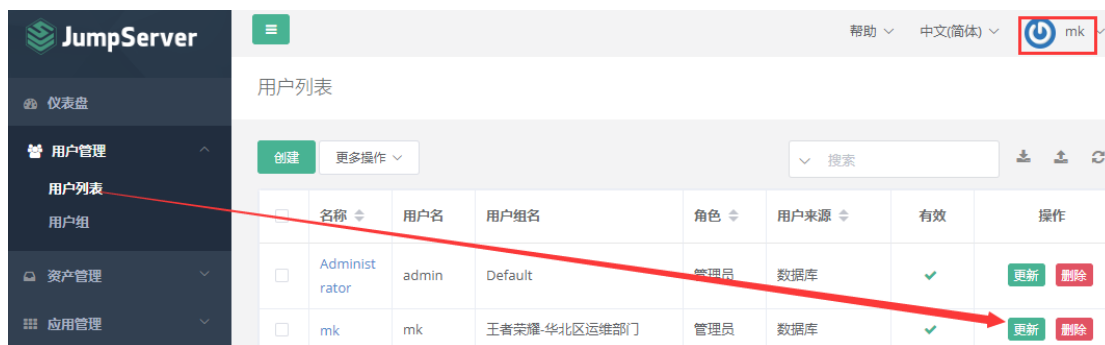 JumpServer
帮助
中文(简体)
mk
用户列表
仪表盘
用户管理
用户列表
用户组
资产管理
应用管理
创建
更多操作
搜索
名称 用户名 用户组名 角色 用户来源 有效 操作
Administ
rator admin Default 管理员 数据库 更新 删除
mk mk 王者荣耀-华北区运维部门 管理员 数据库 更新 删除